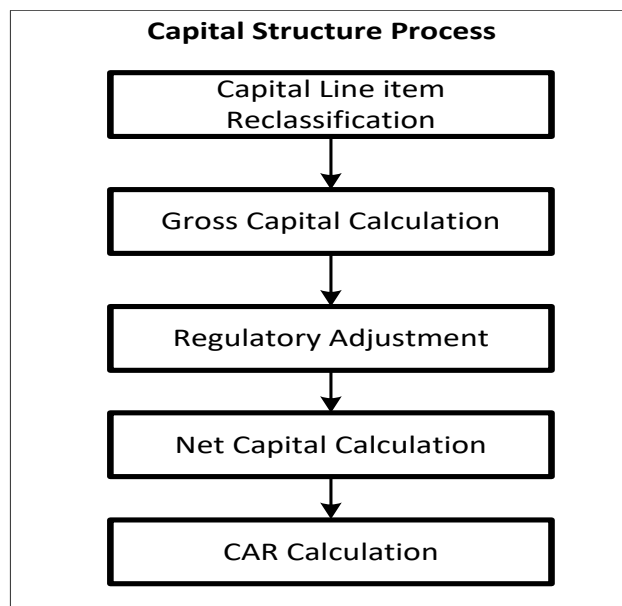 Capital Structure Process
Capital Line item
Reclassification
Gross Capital Calculation
Regulatory Adjustment
Net Capital Calculation
CAR Calculation